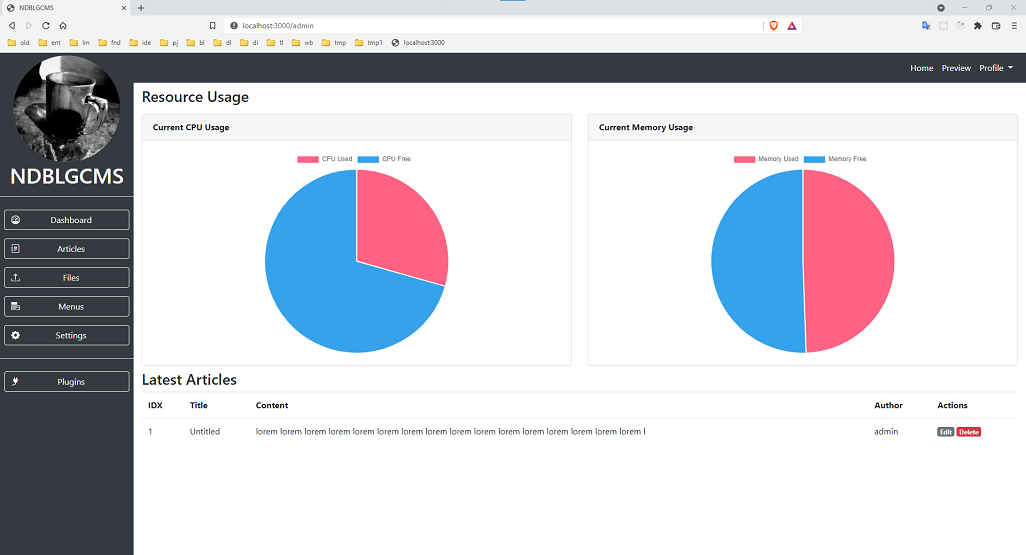 NDBLGCMS
localhost:3000/admin
old ent lrn fnd ide pj bl dl di tl wb tmp tmp1 localhost:3000
Home Preview Profile
NDBLGCMS
Dashboard
Articles
Files
Menus
Settings
Plugins
Resource Usage
Current CPU Usage
CPU Used CPU Free
Current Memory Usage
Memory Used Memory Free
Latest Articles
IDX Title Content Author Actions
1 Untitled lorem lorem lorem lorem lorem lorem lorem lorem lorem lorem lorem lorem lorem lorem lorem lorem l admin Edit Delete